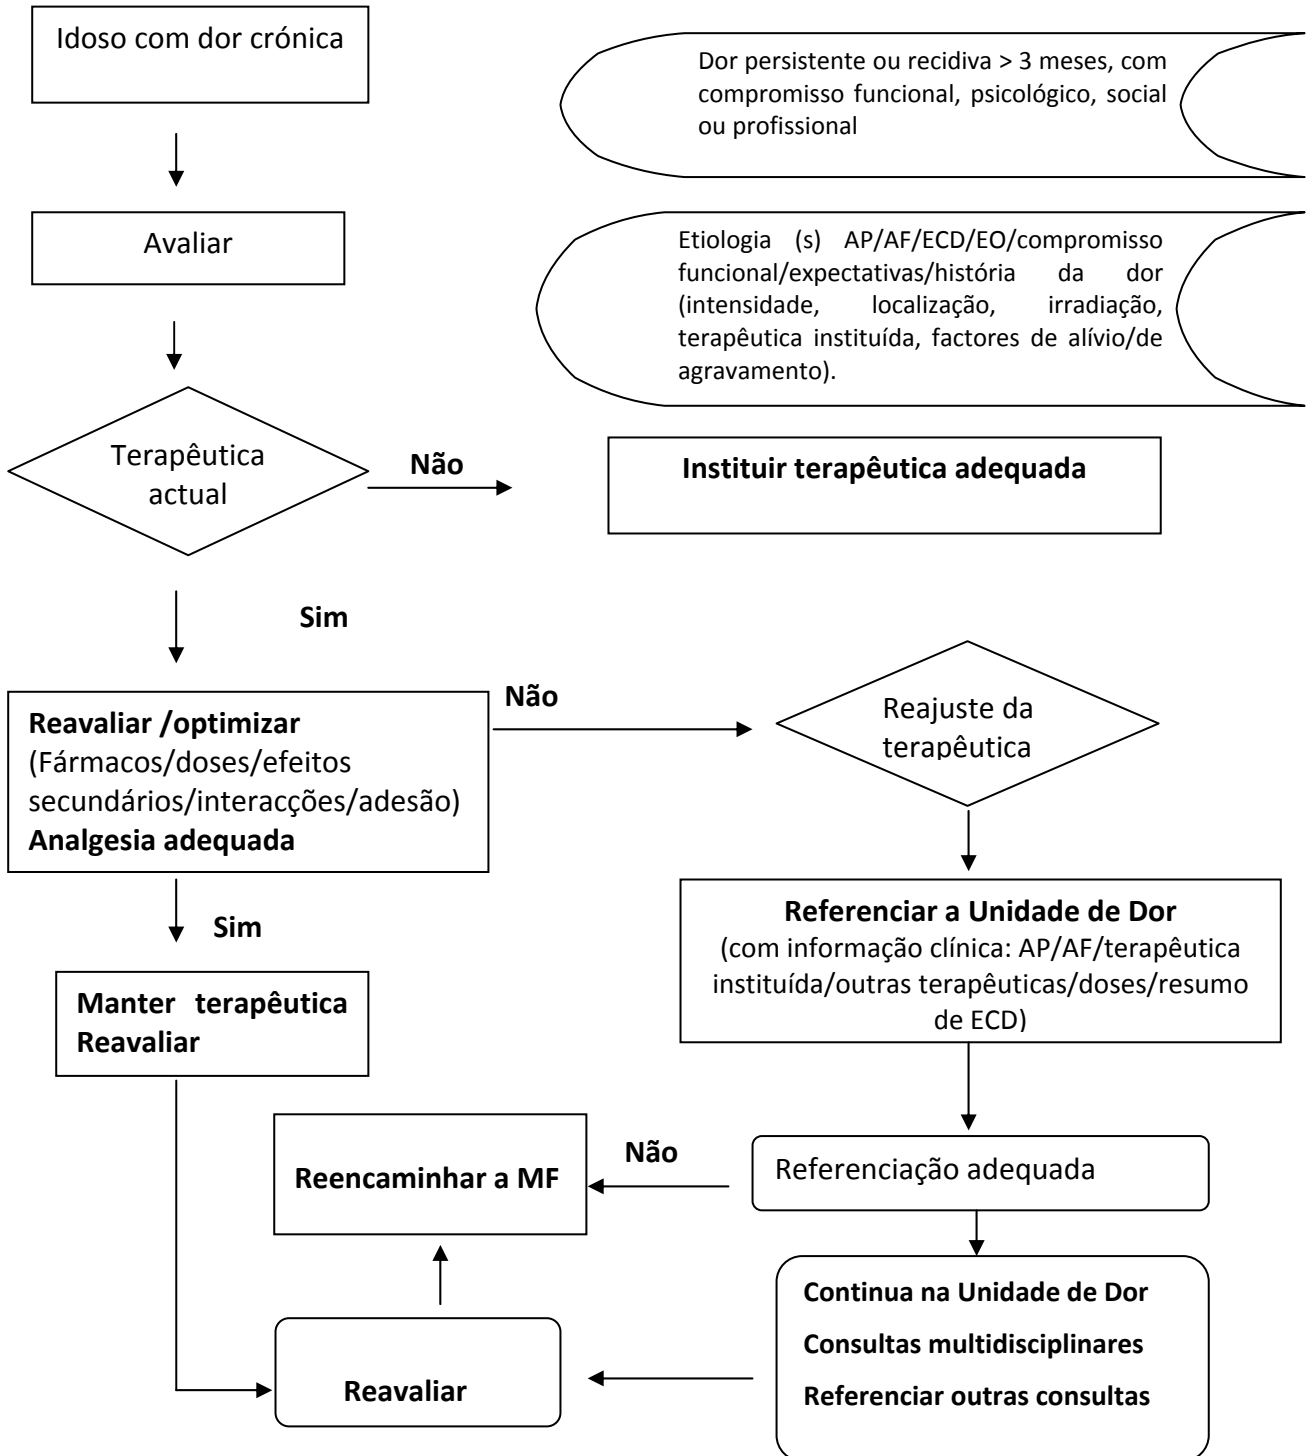 Idoso com dor crónica
Dor persistente ou recidiva > 3 meses, com
compromisso funcional, psicológico, social
ou profissional
Avaliar
Etiologia (s) AP/AF/ECD/EO/compromisso
funcional/expectativas/história da dor
(intensidade, localização, irradiação,
terapêutica instituída, factores de alívio/de
agravamento).
Terapêutica
actual
Não
Instituir terapêutica adequada
Sim
Reavaliar /optimizar
(Fármacos/doses/efeitos
secundários/interacções/adesão)
Analgesia adequada
Não
Reajuste da
terapêutica
Sim
Referenciar a Unidade de Dor
(com informação clínica: AP/AF/terapêutica
instituída/outras terapêuticas/doses/resumo
de ECD)
Manter terapêutica
Reavaliar
Reencaminhar a MF
Não
Referenciação adequada
Continua na Unidade de Dor
Consultas multidisciplinares
Referenciar outras consultas
Reavaliar